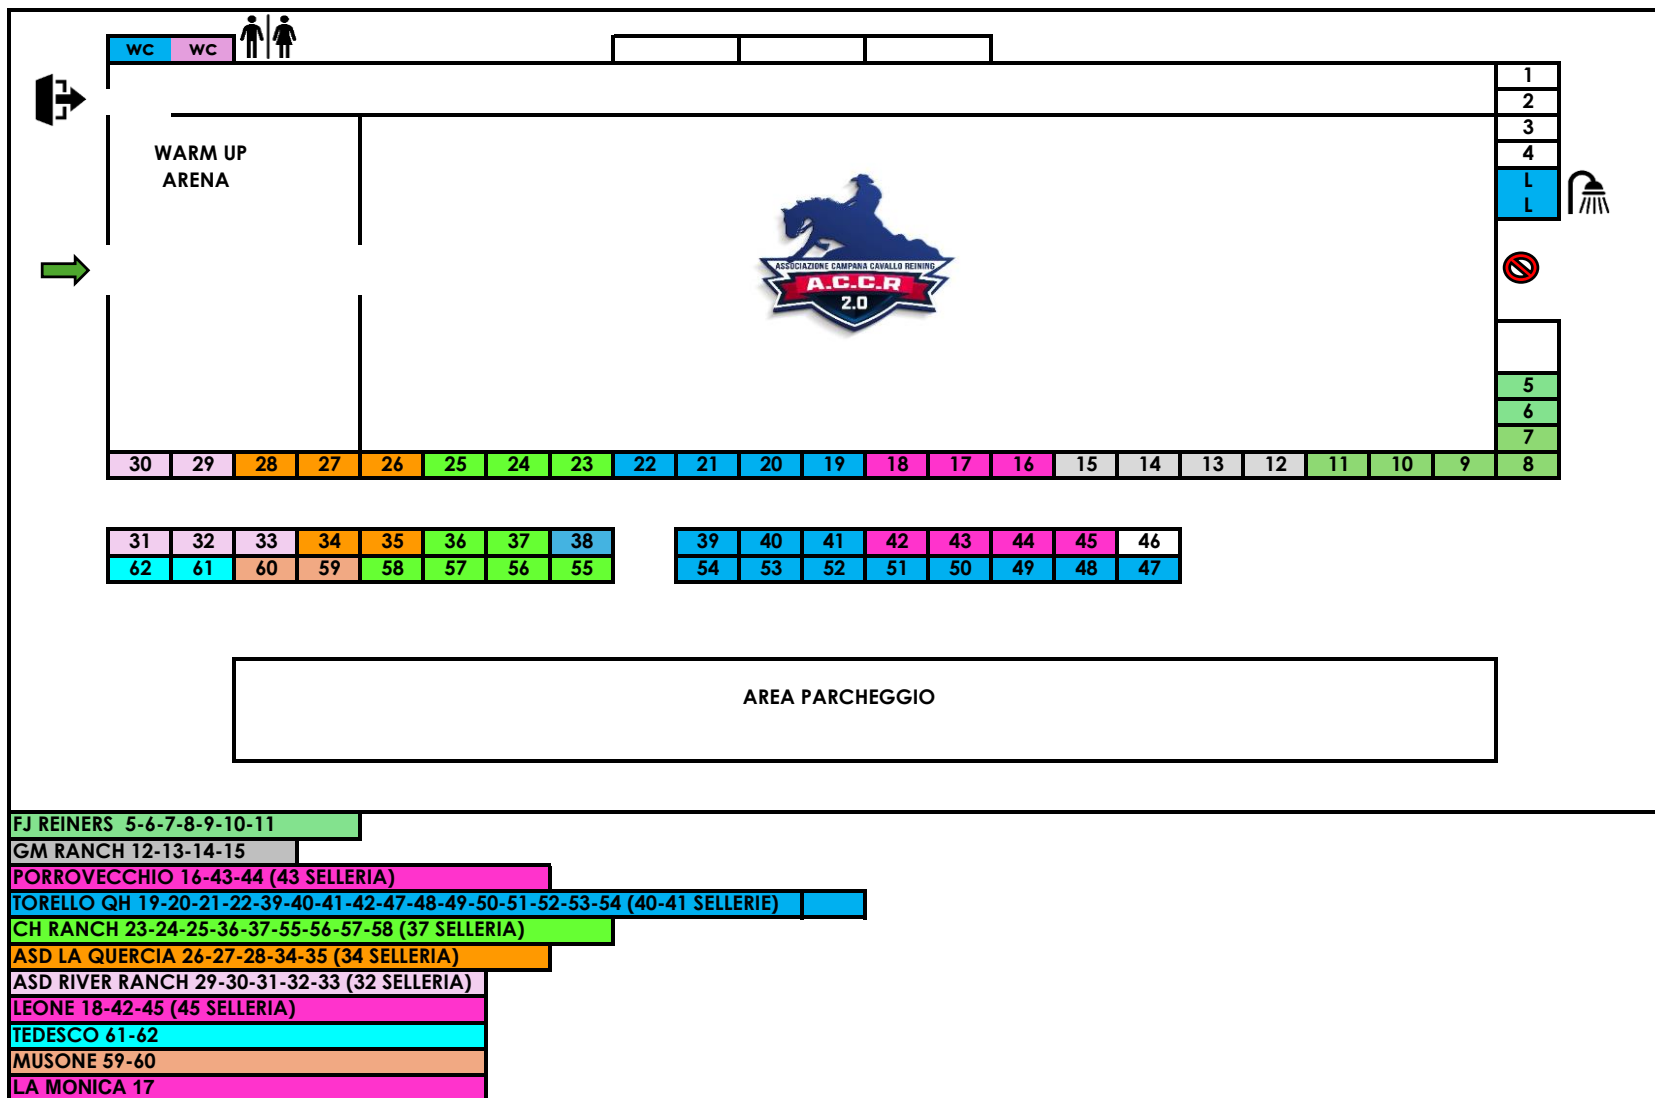 WC WC
1
2
3
WARM UP
4
ARENA
L
L
ASSOCIAZIONE CAMPANA CAVALLO REINING
A.C.C.R
2.0
5
6
7
30 29 28 27 26 25 24 23 22 21 20 19 18 17 16 15 14 13 12 11 10 9 8
31 32 33 34 35 36 37 38 39 40 41 42 43 44 45 46
62 61 60 59 58 57 56 55 54 53 52 51 50 49 48 47
AREA PARCHEGGIO
FJ REINERS 5-6-7-8-9-10-11
GM RANCH 12-13-14-15
PORROVECCHIO 16-43-44 (43 SELLERIA)
TORELLO QH 19-20-21-22-39-40-41-42-47-48-49-50-51-52-53-54 (40-41 SELLERIE)
CH RANCH 23-24-25-36-37-55-56-57-58 (37 SELLERIA)
ASD LA QUERCIA 26-27-28-34-35 (34 SELLERIA)
ASD RIVER RANCH 29-30-31-32-33 (32 SELLERIA)
LEONE 18-42-45 (45 SELLERIA)
TEDESCO 61-62
MUSONE 59-60
LA MONICA 17